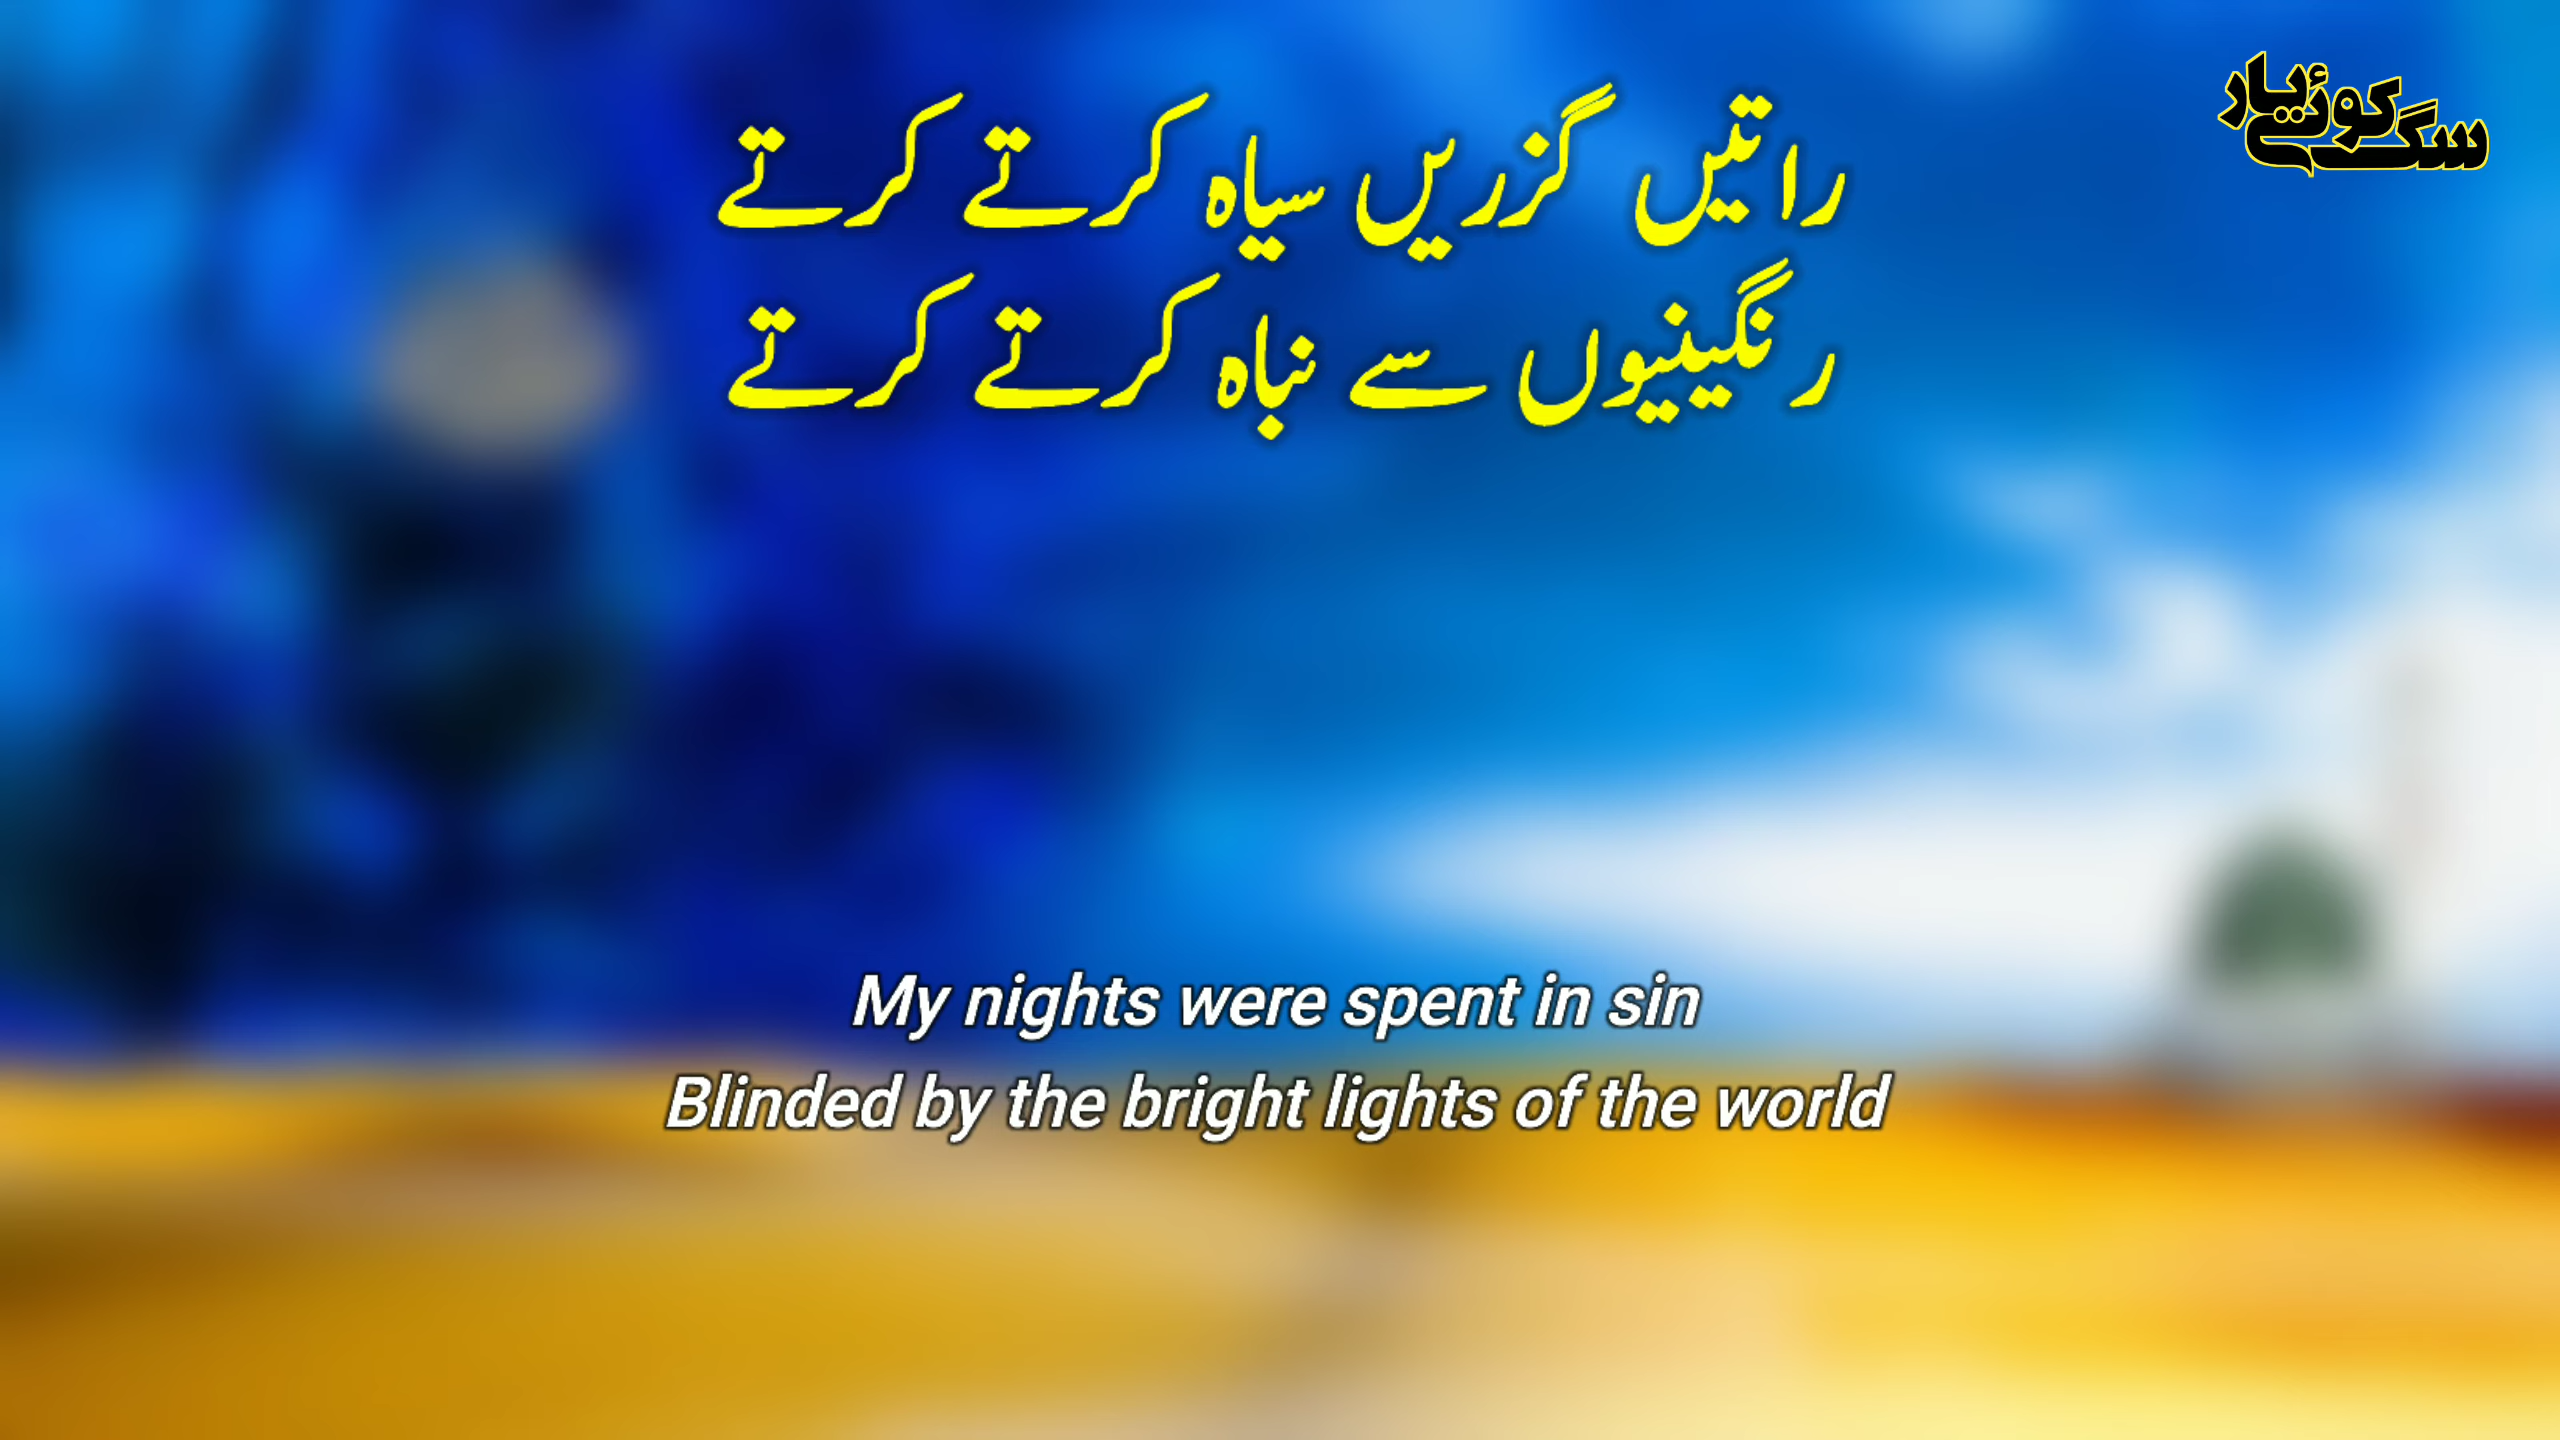 سگ کوئے یار
راتیں گزریں سیاہ کرتے کرتے
رنگینیوں سے نباہ کرتے کرتے
My nights were spent in sin
Blinded by the bright lights of the world